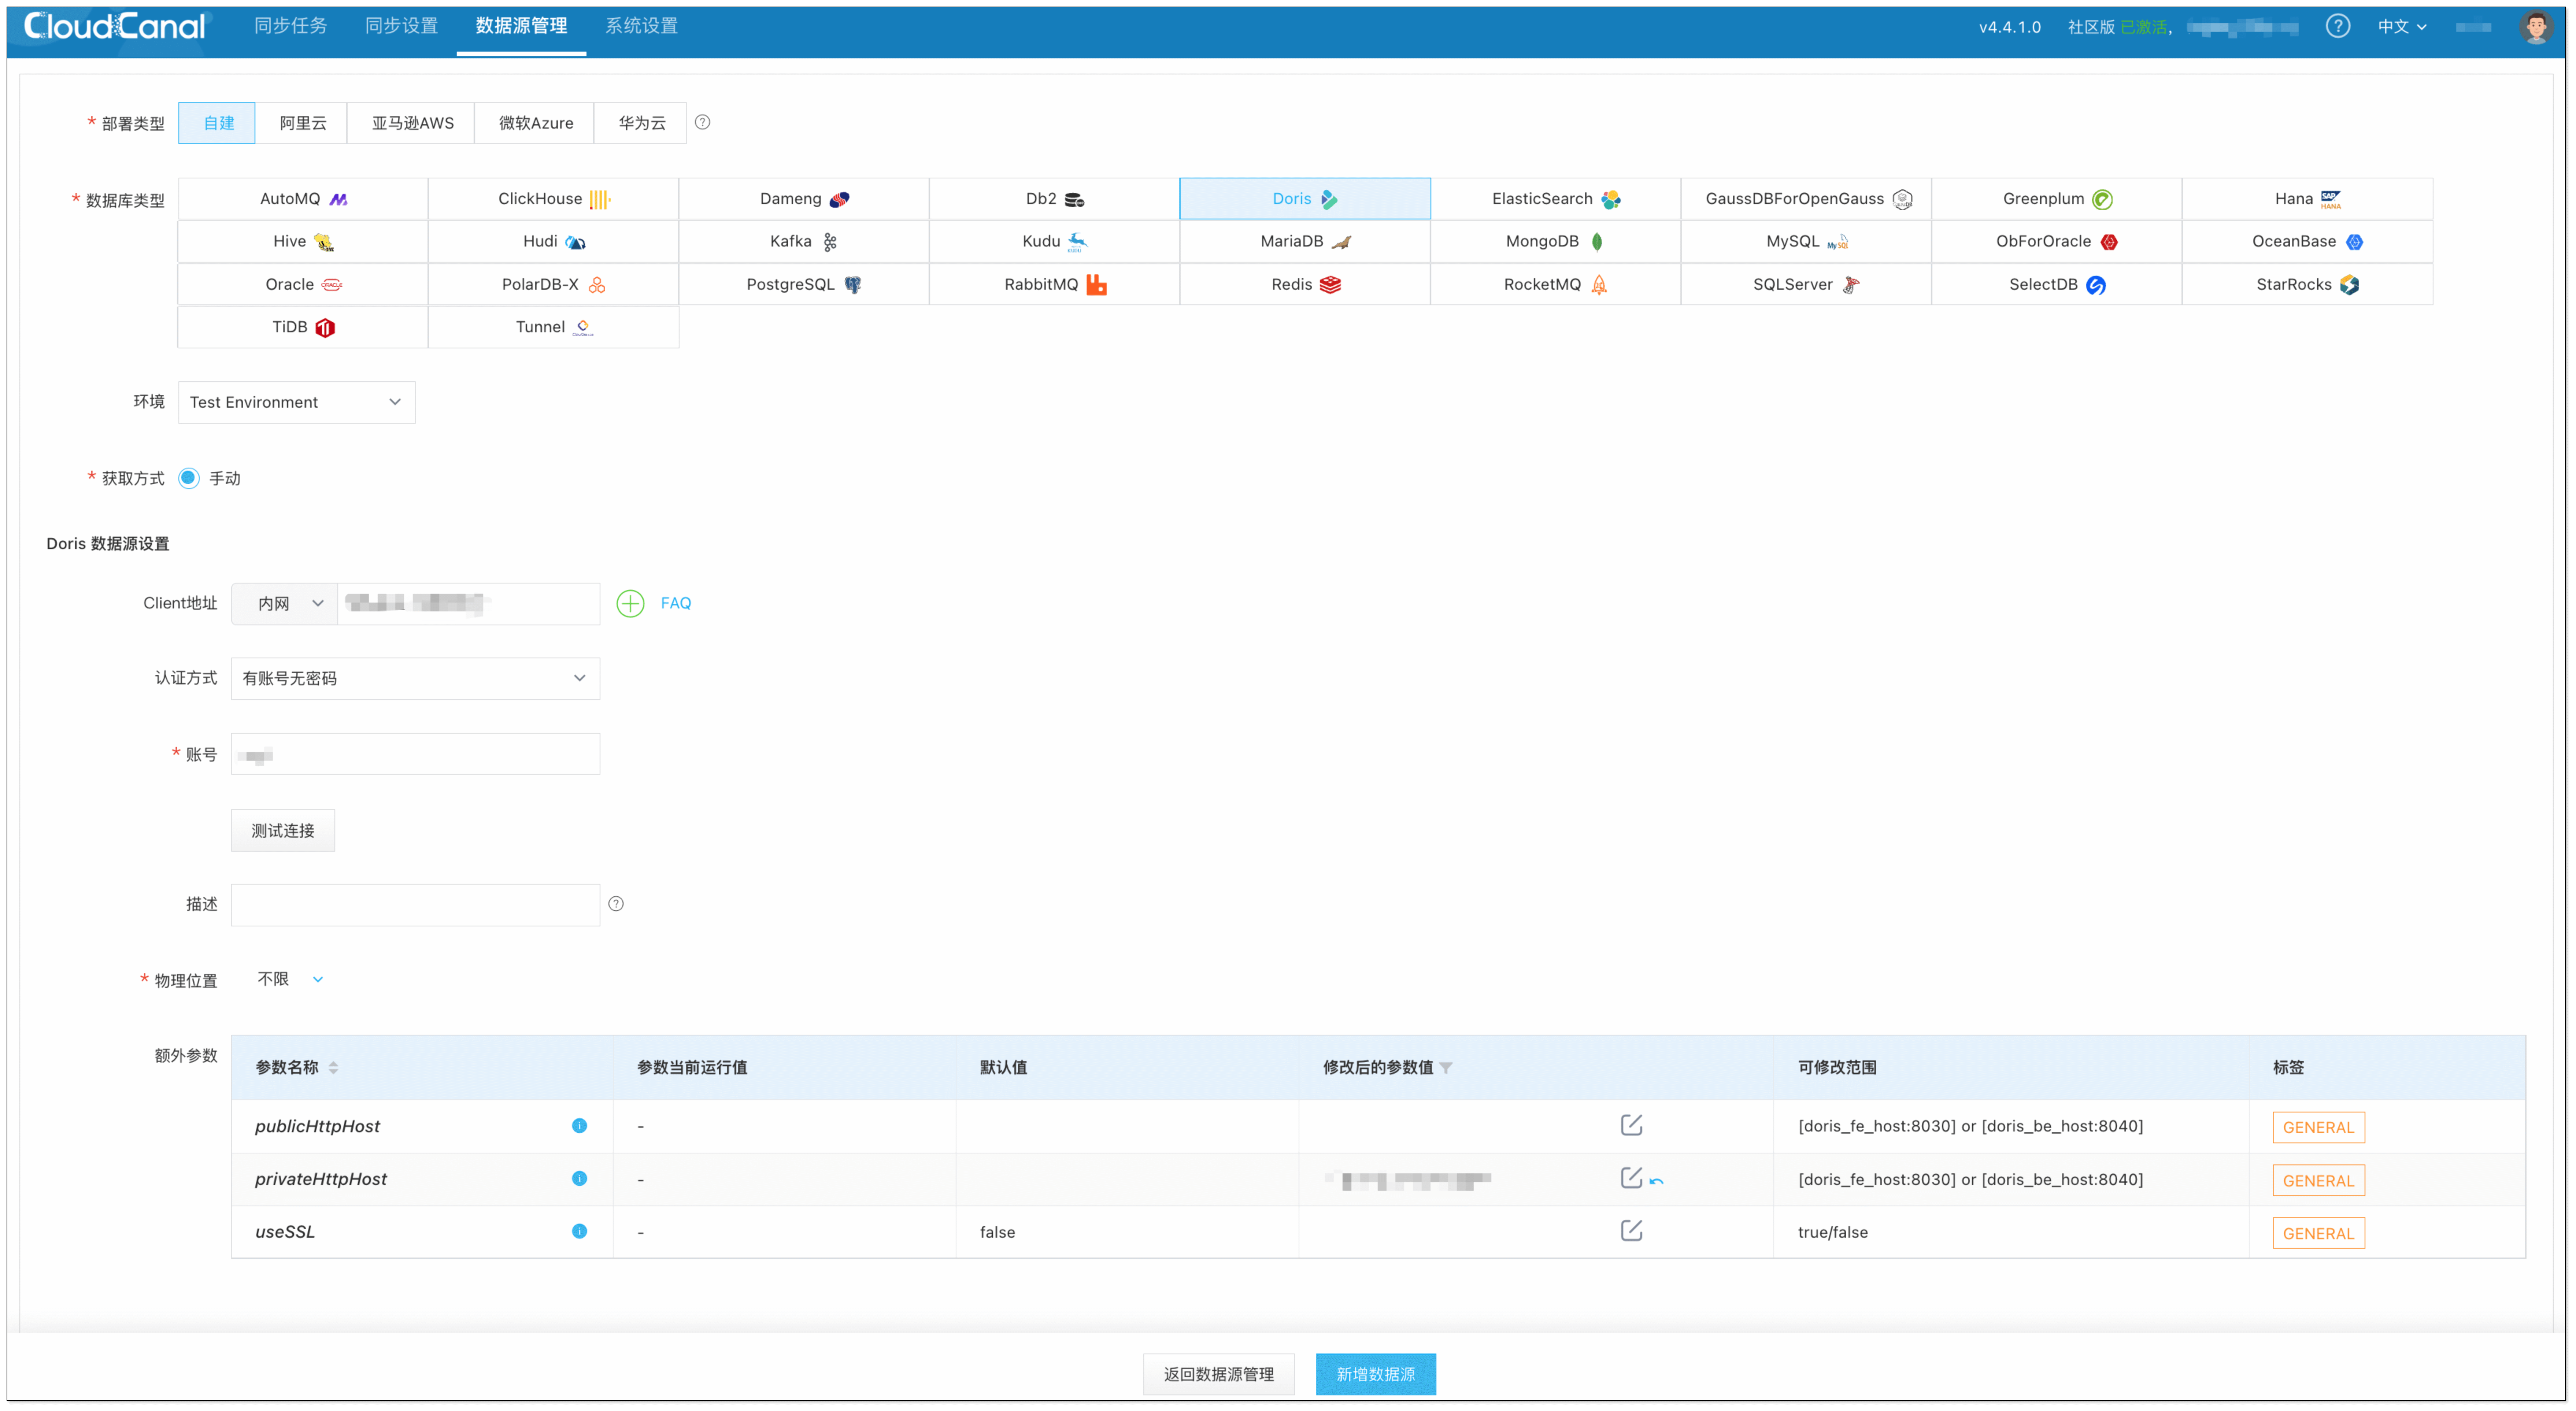 CloudCanal 同步任务 同步设置 数据源管理 系统设置 v4.4.1.0 社区版 已激活, 中文
* 部署类型 自建 阿里云 亚马逊AWS 微软Azure 华为云
* 数据库类型 AutoMQ ClickHouse Dameng Db2 Doris ElasticSearch GaussDBForOpenGauss Greenplum Hana
Hive Hudi Kafka Kudu MariaDB MongoDB MySQL ObForOracle OceanBase
Oracle PolarDB-X PostgreSQL RabbitMQ Redis RocketMQ SQLServer SelectDB StarRocks
TiDB Tunnel
环境 Test Environment
* 获取方式 手动
Doris 数据源设置
Client地址 内网 FAQ
认证方式 有账号无密码
* 账号
测试连接
描述
* 物理位置 不限
额外参数 参数名称 参数当前运行值 默认值 修改后的参数值 可修改范围 标签
publicHttpHost - [doris_fe_host:8030] or [doris_be_host:8040] GENERAL
privateHttpHost - [doris_fe_host:8030] or [doris_be_host:8040] GENERAL
useSSL - false true/false GENERAL
返回数据源管理 新增数据源